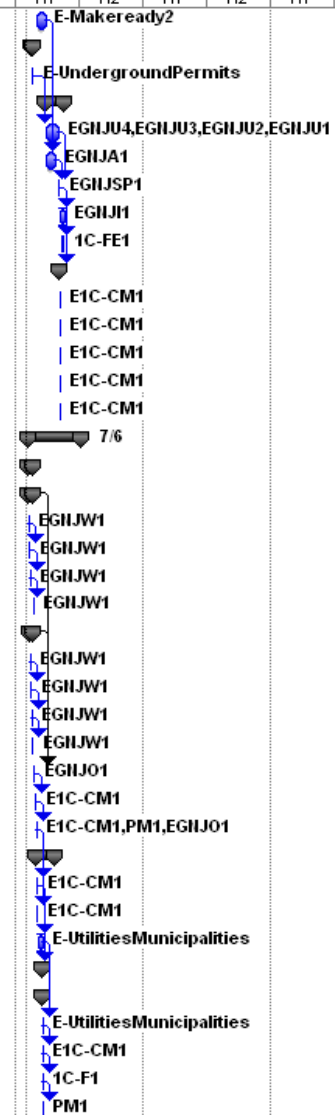 E-Makeready2
E-UndergroundPermits
EGNJU4,EGNJU3,EGNJU2,EGNJU1
EGNJA1
EGNJSP1
EGNJI1
1C-FE1
E1C-CM1
E1C-CM1
E1C-CM1
E1C-CM1
E1C-CM1
7/6
EGNJW1
EGNJW1
EGNJW1
EGNJW1
EGNJW1
EGNJW1
EGNJW1
EGNJW1
EGNJO1
E1C-CM1
E1C-CM1,PM1,EGNJO1
E1C-CM1
E1C-CM1
E-UtilitiesMunicipalities
E-UtilitiesMunicipalities
E1C-CM1
1C-F1
PM1